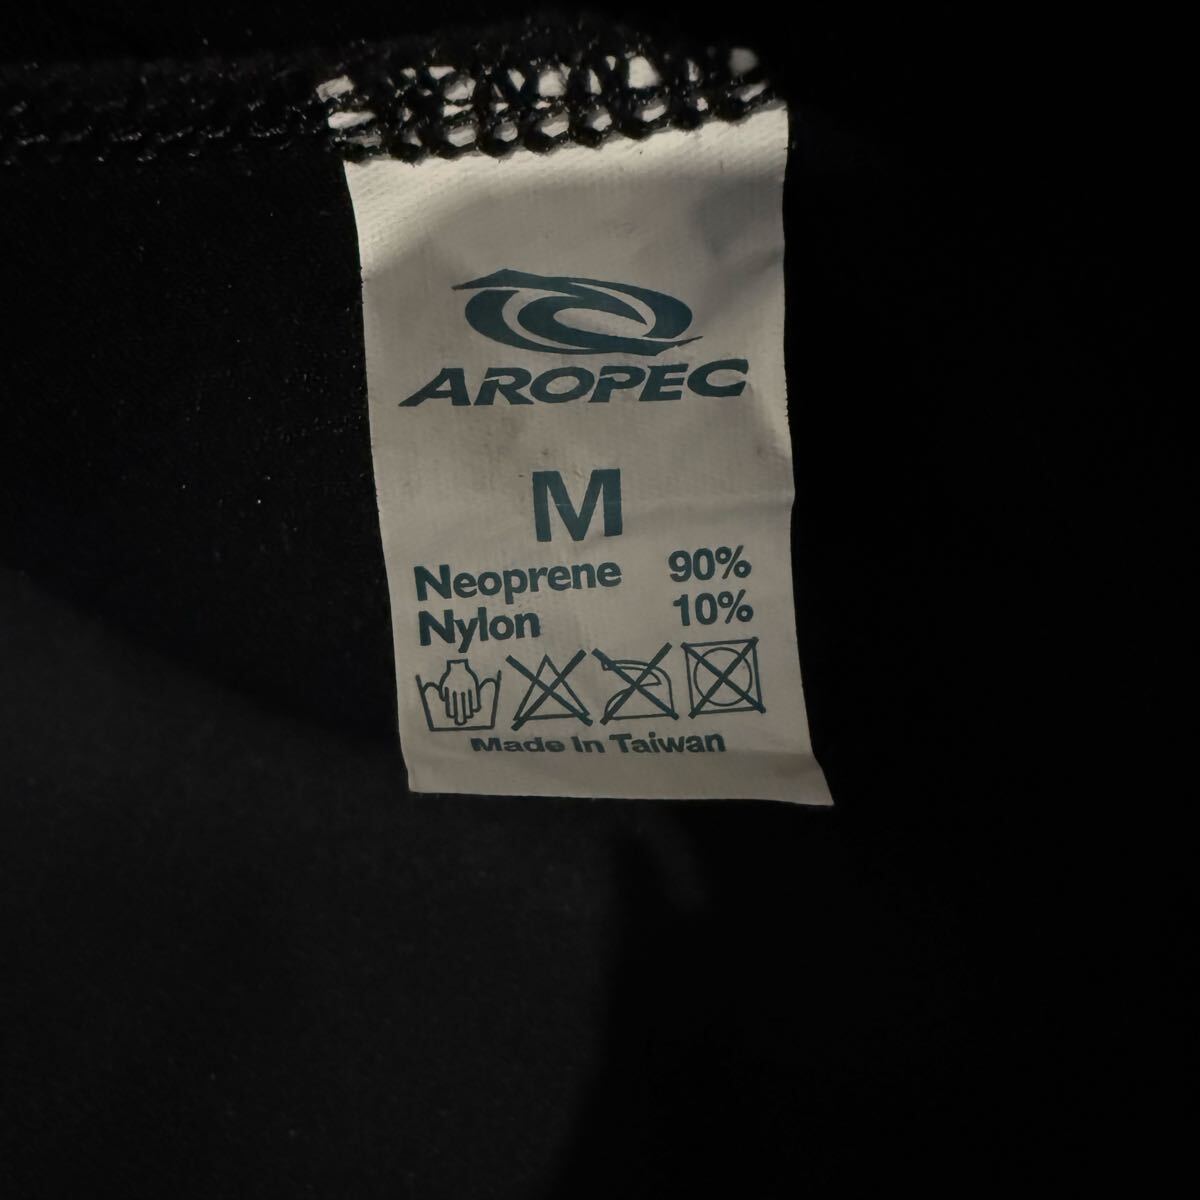 AROPEC
M
Neoprene 90%
Nylon 10%
Made In Taiwan